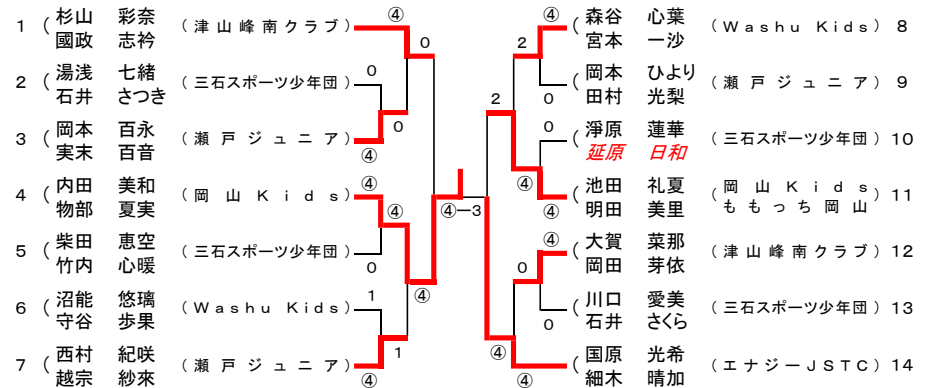 1 ( 杉山 彩奈 (津山峰南クラブ) ④
國政 志衿
0
2 ( 湯浅 七緒 (三石スポーツ少年団) 0
石井 さつき
0
3 ( 岡本 百永 (瀬戸ジュニア) ④
実末 百音
4 ( 内田 美和 (岡山Kids) ④
物部 夏実
④
5 ( 柴田 恵空 (三石スポーツ少年団) 0
竹内 心暖
④
6 ( 沼能 悠璃 (Washu Kids) 1
守谷 歩果
1
7 ( 西村 紀咲 (瀬戸ジュニア) ④
越宗 紗來
④ー3
④ ( 森谷 心葉 (Washu Kids) 8
宮本 一沙
2
0 ( 岡本 ひより (瀬戸ジュニア) 9
田村 光梨
2
0 ( 淨原 蓮華 (三石スポーツ少年団) 10
延原 日和
④
④ ( 池田 礼夏 (岡山Kids) 11
明田 美里 ももっち岡山
④ ( 大賀 菜那 (津山峰南クラブ) 12
岡田 芽依
0
0 ( 川口 愛美 (三石スポーツ少年団) 13
石井 さくら
④
④ ( 国原 光希 (エナジーJSTC) 14
細木 晴加